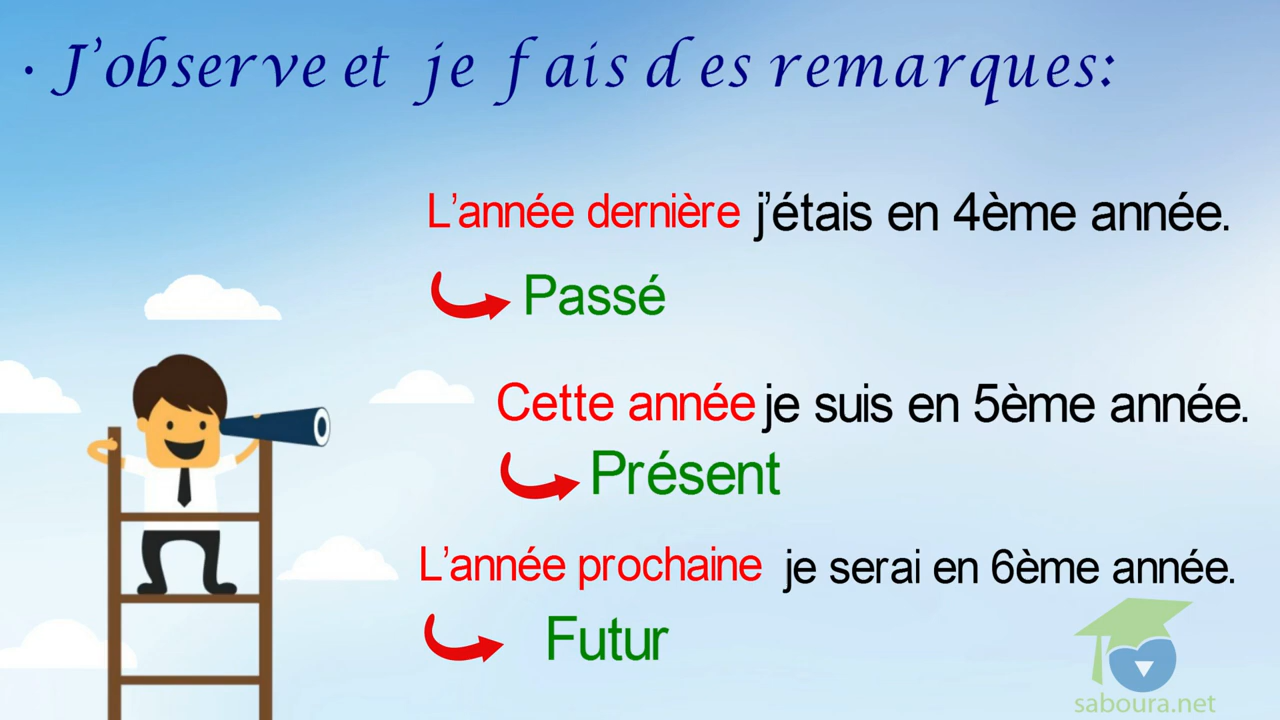 • J'observe et je fais des remarques:
L'année dernière j'étais en 4ème année.
Passé
Cette année je suis en 5ème année.
Présent
L'année prochaine je serai en 6ème année.
Futur
saboura.net